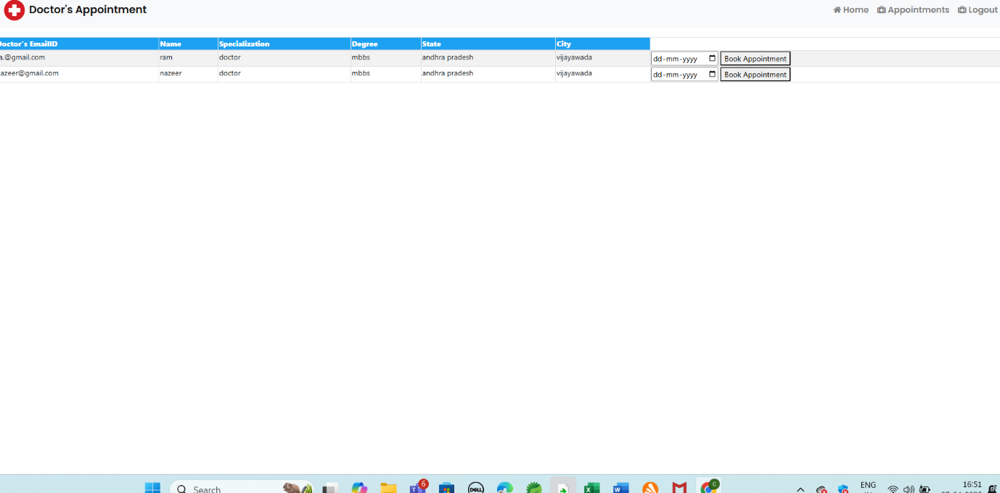 Doctor's Appointment
Home Appointments Logout
Doctor's EmailID Name Specialization Degree State City
a.@gmail.com ram doctor mbbs andhra pradesh vijayawada dd-mm-yyyy Book Appointment
azeer@gmail.com nazeer doctor mbbs andhra pradesh vijayawada dd-mm-yyyy Book Appointment
Search
6
T
DELL
X
W
C
ENG
16:51